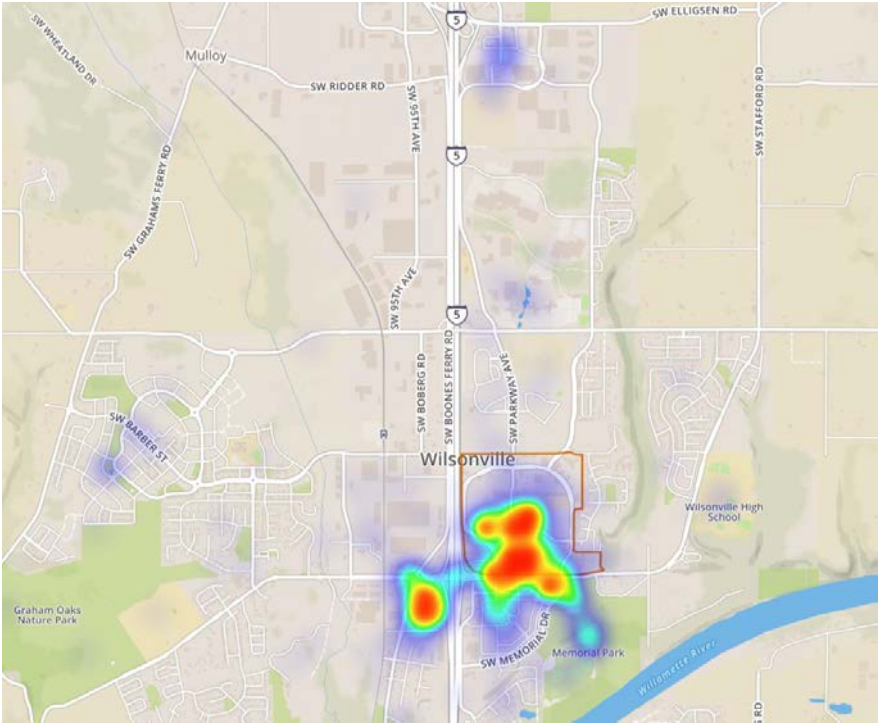 5
SW ELLIGSEN RD
SW WHEATLAND DR
Mulloy
SW RIDDER RD
SW 95TH AVE
SW STAFFORD RD
5
SW GRAHAMS FERRY RD
SW 95TH AVE
5
SW BOBERG RD
SW BOONES FERRY RD
SW PARKWAY AVE
SW BARBER ST
Wilsonville
Wilsonville High
School
Graham Oaks
Nature Park
SW MEMORIAL DR
Memorial Park
Willamette River
RD